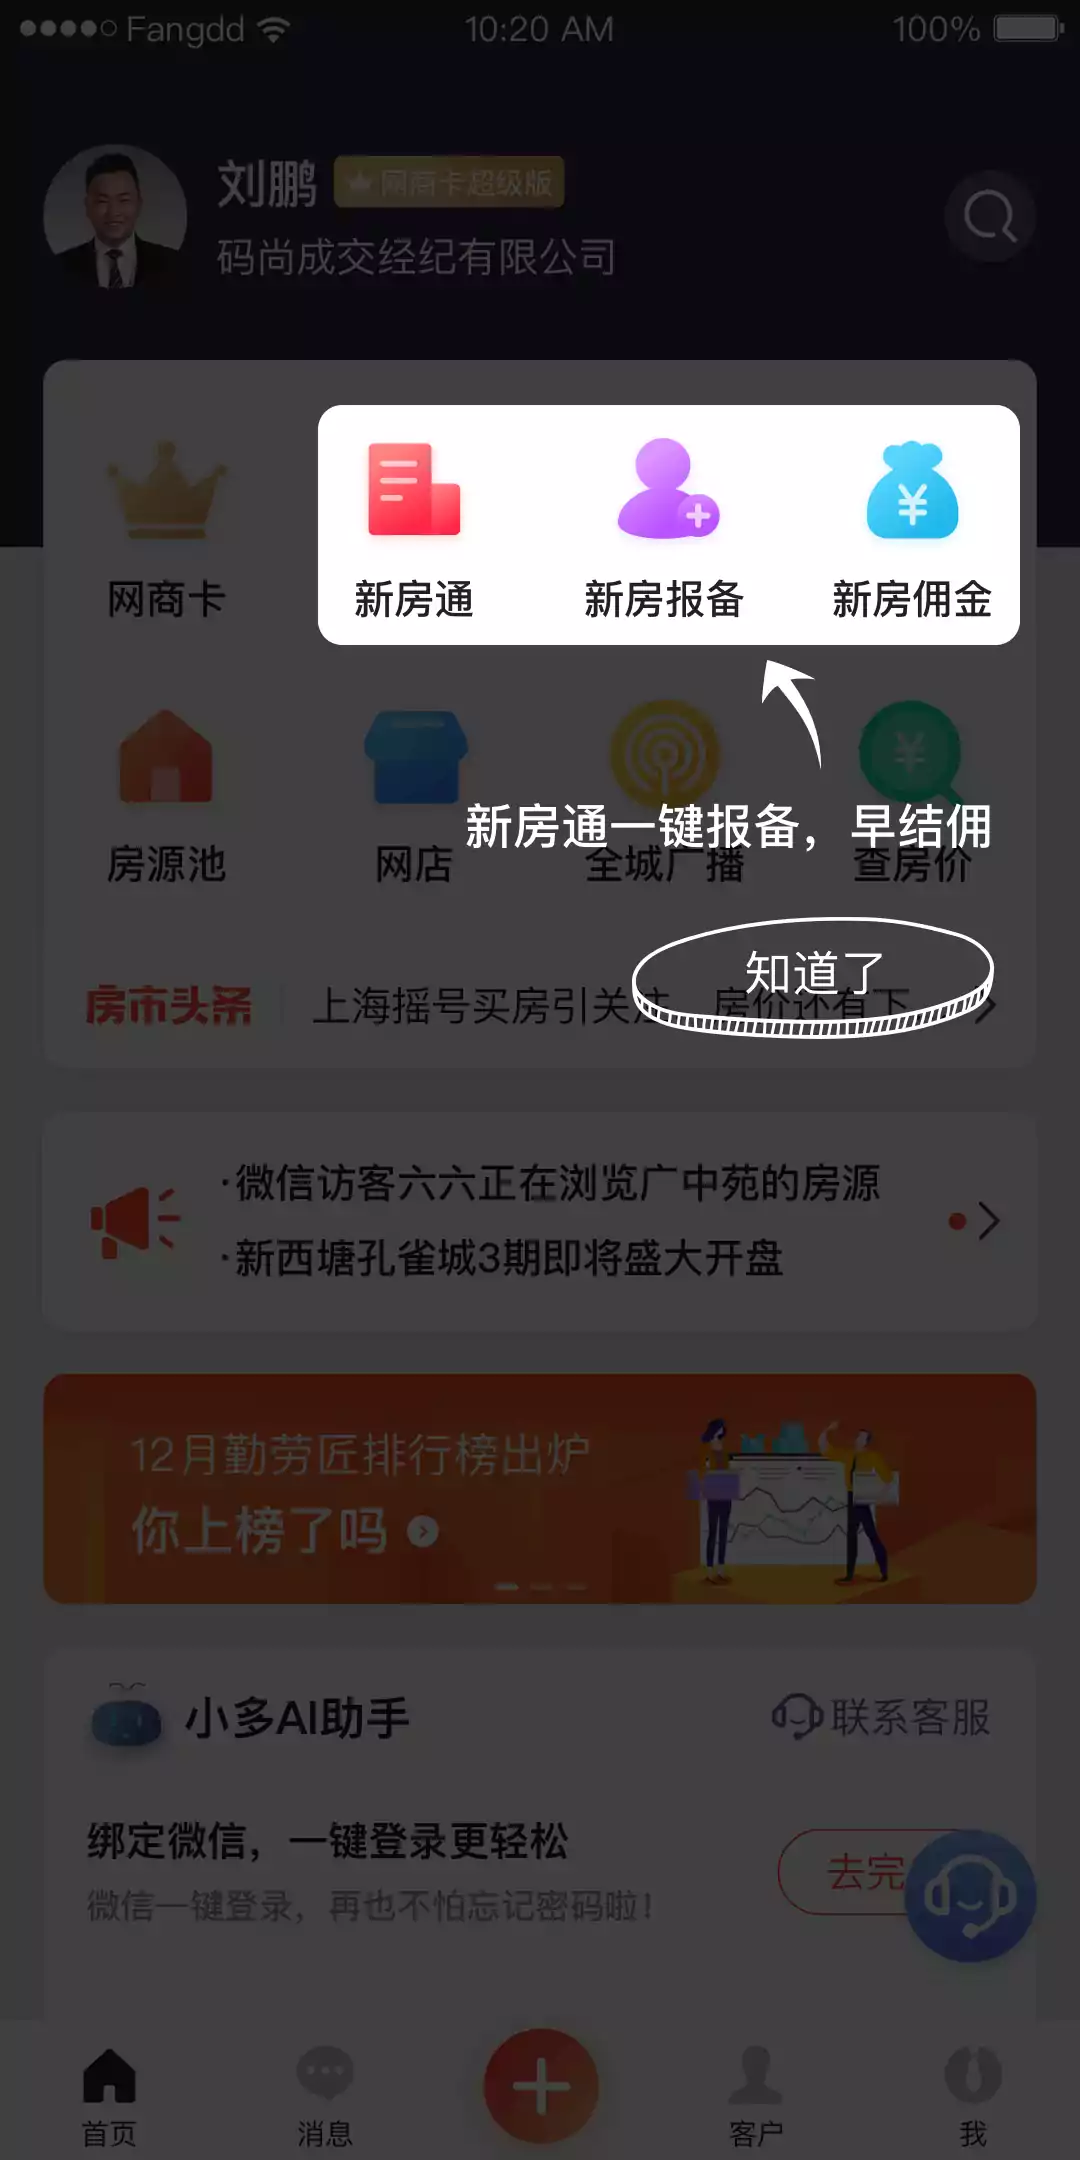 Fangdd 10:20 AM 100%
刘鹏 网商卡超级版
码尚成交经纪有限公司
网商卡 新房通 新房报备 新房佣金
新房通一键报备，早结佣
房源池 网店 全城广播 查房价
知道了
房市头条 上海摇号买房引关注，房价还有下
·微信访客六六正在浏览广中苑的房源
·新西塘孔雀城3期即将盛大开盘
12月勤劳匠排行榜出炉
你上榜了吗
小多AI助手 联系客服
绑定微信，一键登录更轻松
微信一键登录，再也不怕忘记密码啦！
去完
首页 消息 客户 我